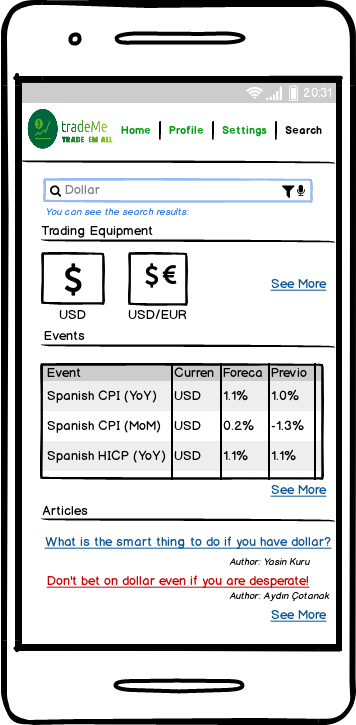 20:31
tradeMe
TRADE EM ALL
Home Profile Settings Search
Dollar
You can see the search results:
Trading Equipment
$ $€
USD USD/EUR
See More
Events
Event Curren Foreca Previo
Spanish CPI (YoY) USD 1.1% 1.0%
Spanish CPI (MoM) USD 0.2% -1.3%
Spanish HICP (YoY) USD 1.1% 1.1%
See More
Articles
What is the smart thing to do if you have dollar?
Author: Yasin Kuru
Don't bet on dollar even if you are desperate!
Author: Aydın Çotanak
See More